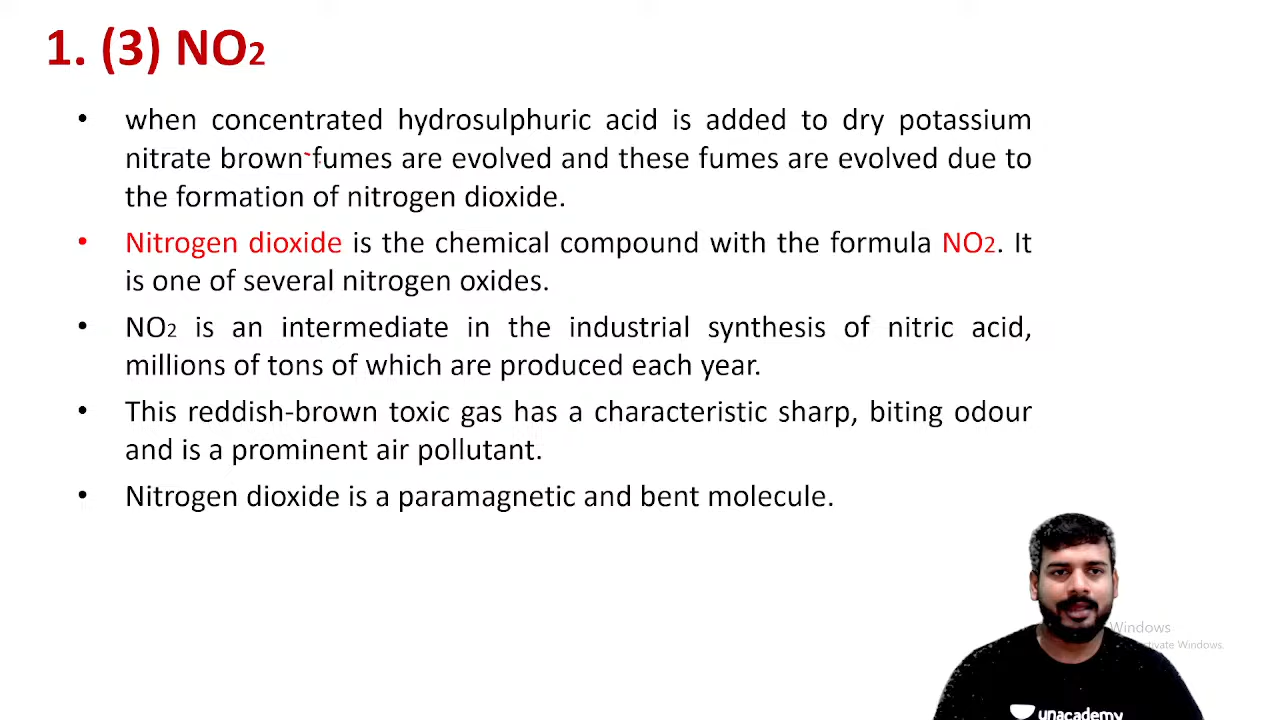 1. (3) NO2
• when concentrated hydrosulphuric acid is added to dry potassium
nitrate brown fumes are evolved and these fumes are evolved due to
the formation of nitrogen dioxide.
• Nitrogen dioxide is the chemical compound with the formula NO2. It
is one of several nitrogen oxides.
• NO2 is an intermediate in the industrial synthesis of nitric acid,
millions of tons of which are produced each year.
• This reddish-brown toxic gas has a characteristic sharp, biting odour
and is a prominent air pollutant.
• Nitrogen dioxide is a paramagnetic and bent molecule.
Windows
Windows.
unacademy